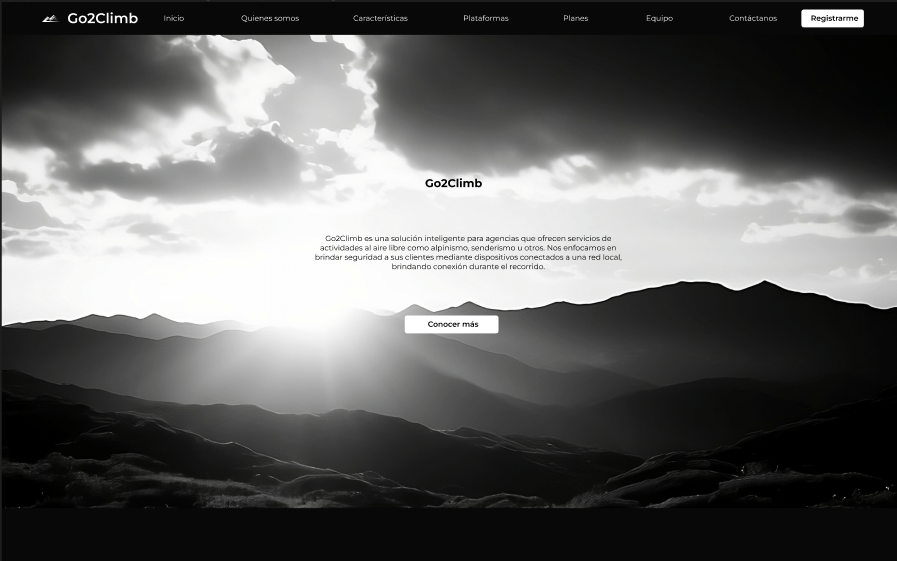 Go2Climb
Inicio
Quienes somos
Características
Plataformas
Planes
Equipo
Contáctanos
Registrarme
Go2Climb
Go2Climb es una solución inteligente para agencias que ofrecen servicios de
actividades al aire libre como alpinismo, senderismo u otros. Nos enfocamos en
brindar seguridad a sus clientes mediante dispositivos conectados a una red local,
brindando conexión durante el recorrido.
Conocer más